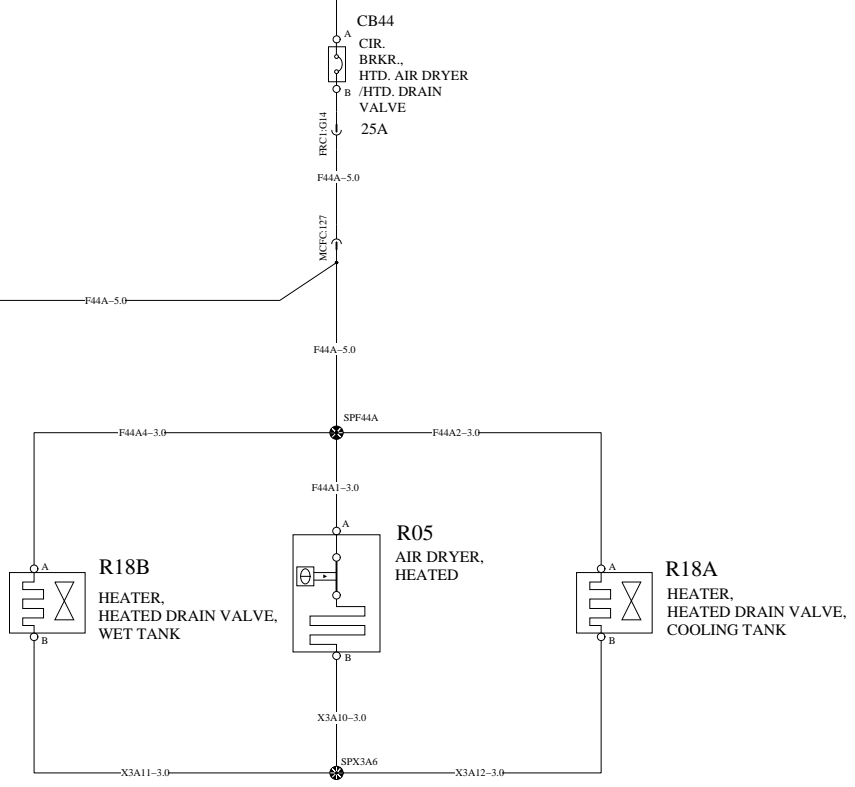 CB44
A
CIR.
BRKR.,
HTD. AIR DRYER
/HTD. DRAIN
VALVE
B
25A
FRC1:G14
F44A–5.0
MCFC:127
F44A–5.0
F44A–5.0
SPF44A
F44A4–3.0
F44A2–3.0
F44A1–3.0
A
R05
AIR DRYER,
HEATED
B
A
R18B
HEATER,
HEATED DRAIN VALVE,
WET TANK
B
A
R18A
HEATER,
HEATED DRAIN VALVE,
COOLING TANK
B
X3A10–3.0
SPX3A6
X3A11–3.0
X3A12–3.0